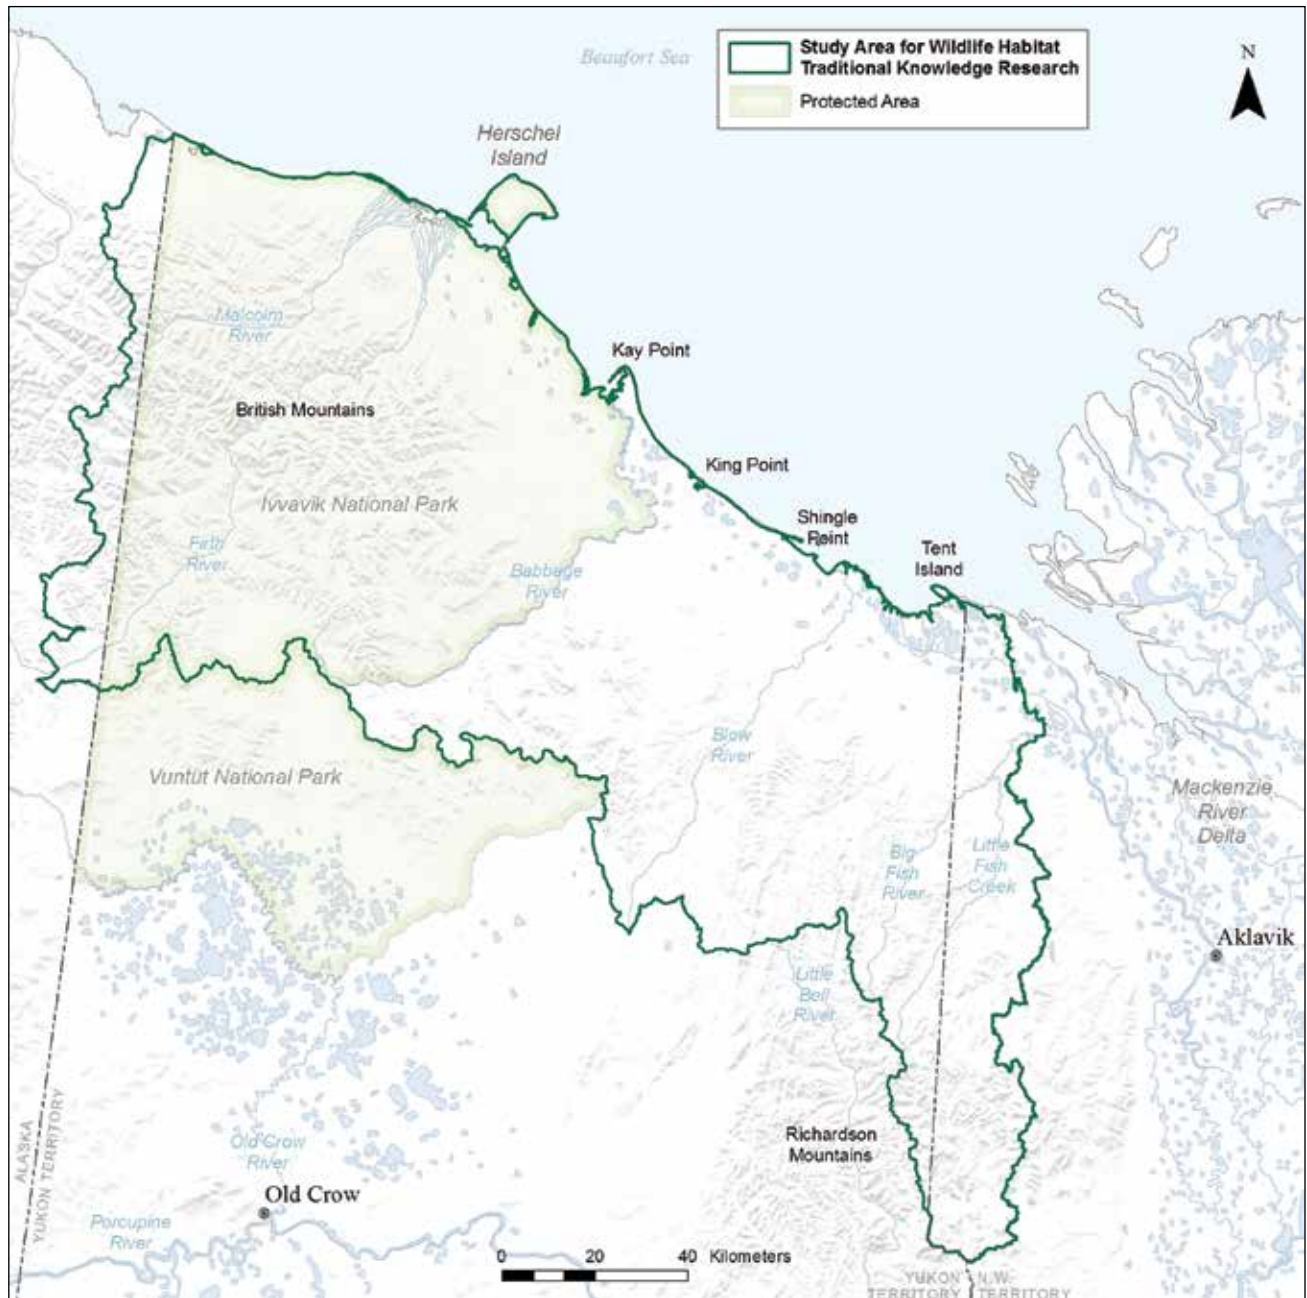 Beaufort Sea
Study Area for Wildlife Habitat
Traditional Knowledge Research
Protected Area
N
Herschel
Island
Malcolm
River
Kay Point
British Mountains
King Point
Ivvavik National Park
Shingle
Point
Firth
River
Babbage
River
Tent
Island
Blow
River
Vuntut National Park
Mackenzie
River
Delta
Big
Fish
River
Little
Fish
Creek
Aklavik
Little
Bell
River
ALASKA
YUKON TERRITORY
Old Crow
River
Richardson
Mountains
Old Crow
Porcupine
River
0 20 40 Kilometers
YUKON
TERRITORY
N.W.
TERRITORY